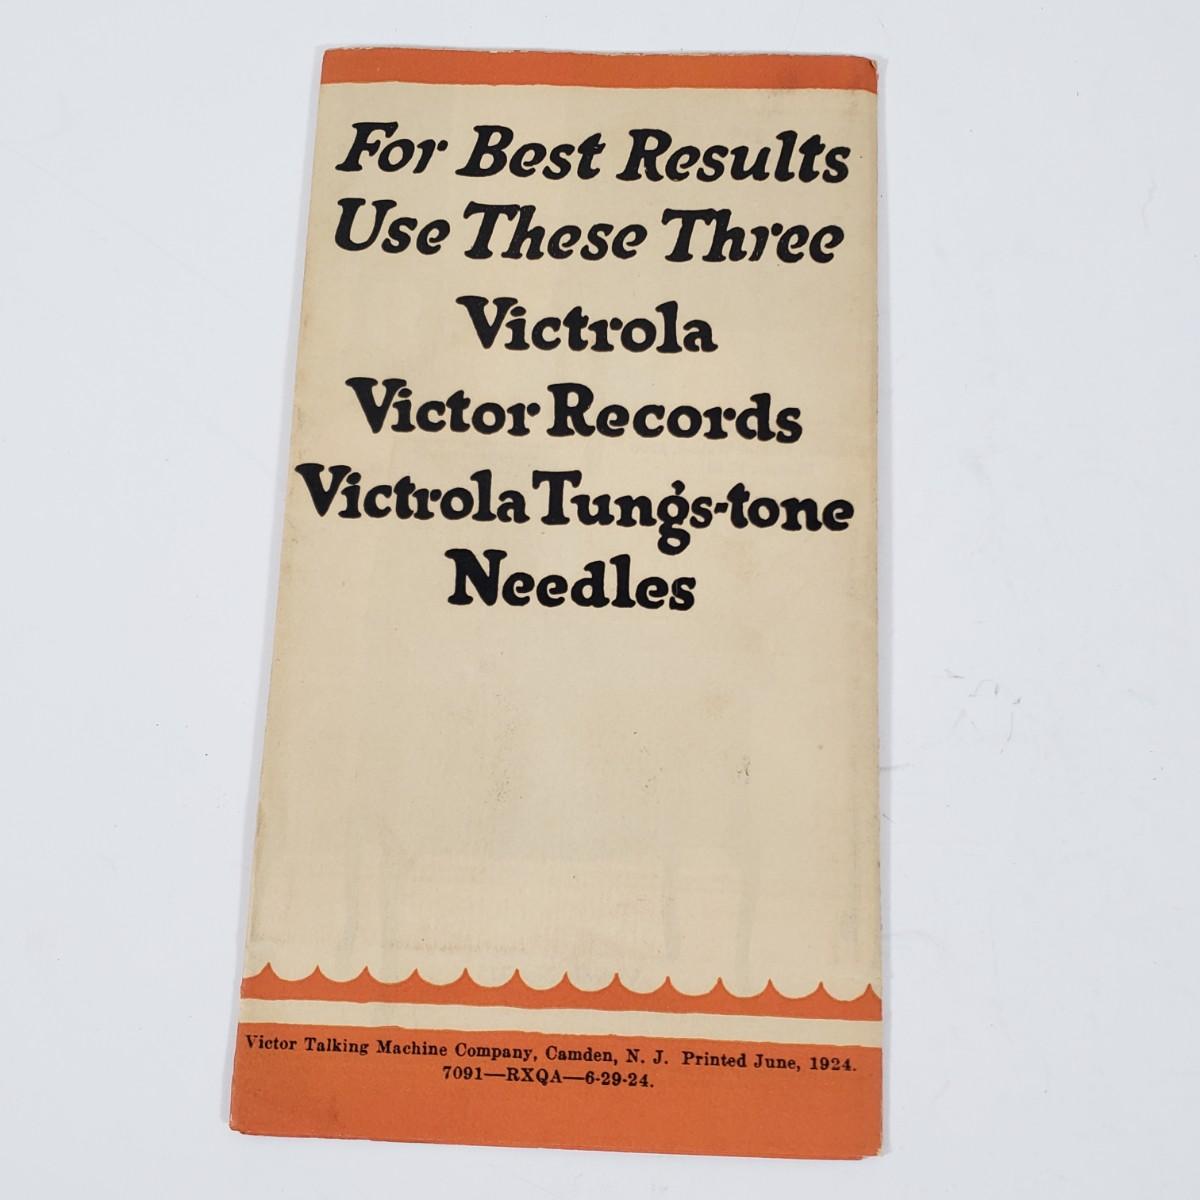 For Best Results
Use These Three
Victrola
Victor Records
Victrola Tungs-tone
Needles
Victor Talking Machine Company, Camden, N. J. Printed June, 1924.
7091—RXQA—6-29-24.